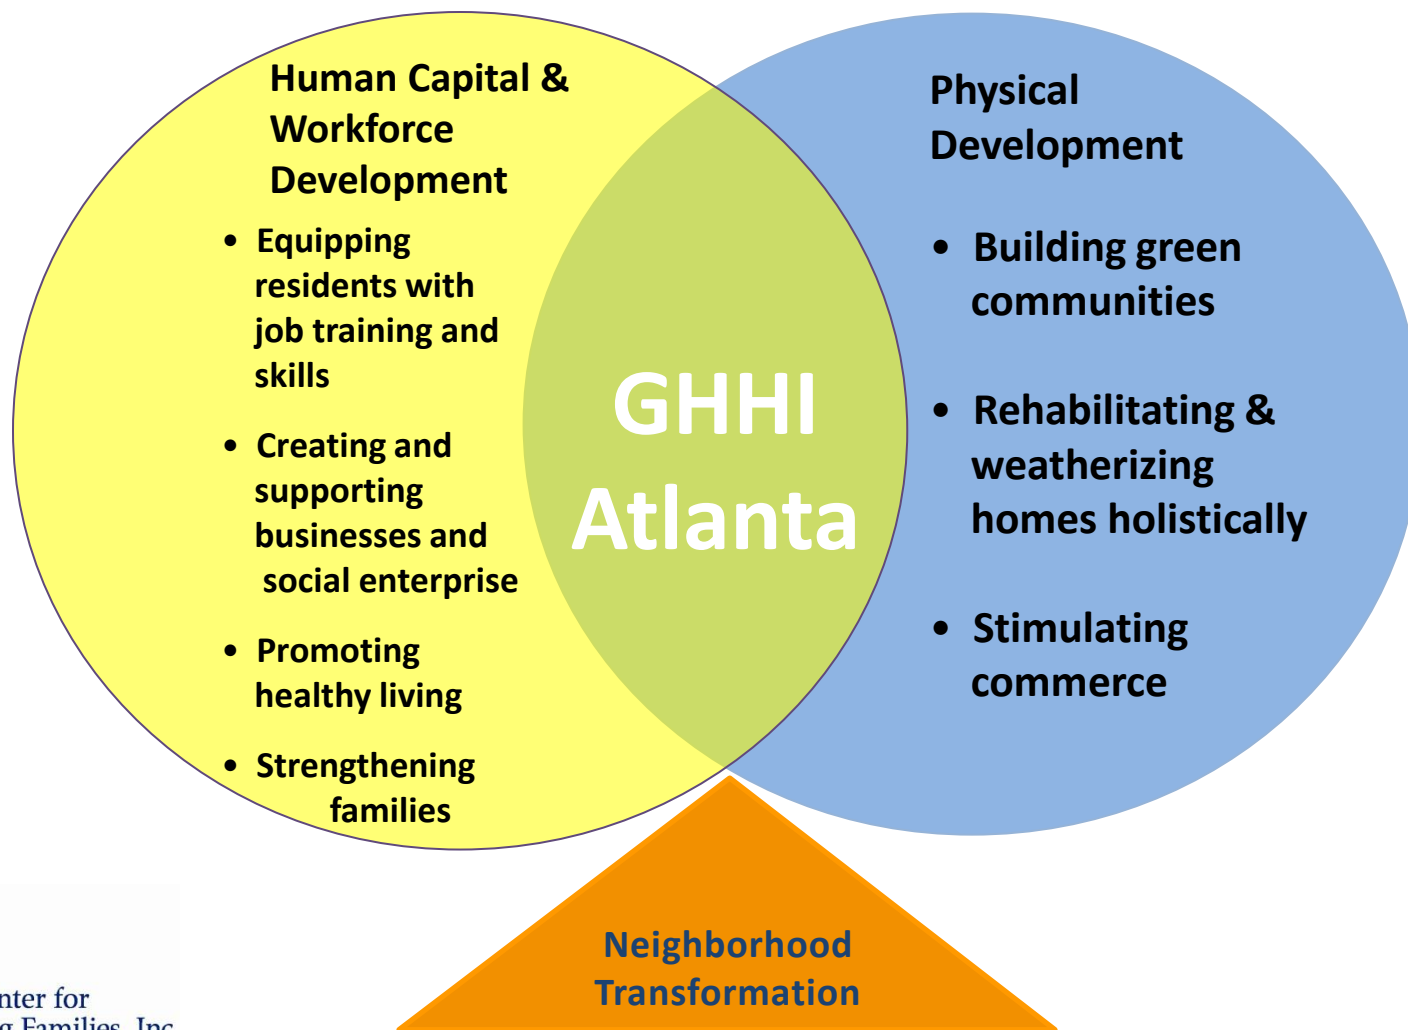 Human Capital &
Workforce
Development
• Equipping
residents with
job training and
skills
• Creating and
supporting
businesses and
social enterprise
• Promoting
healthy living
• Strengthening
families
GHHI
Atlanta
Physical
Development
• Building green
communities
• Rehabilitating &
weatherizing
homes holistically
• Stimulating
commerce
Neighborhood
Transformation
for
Families, Inc